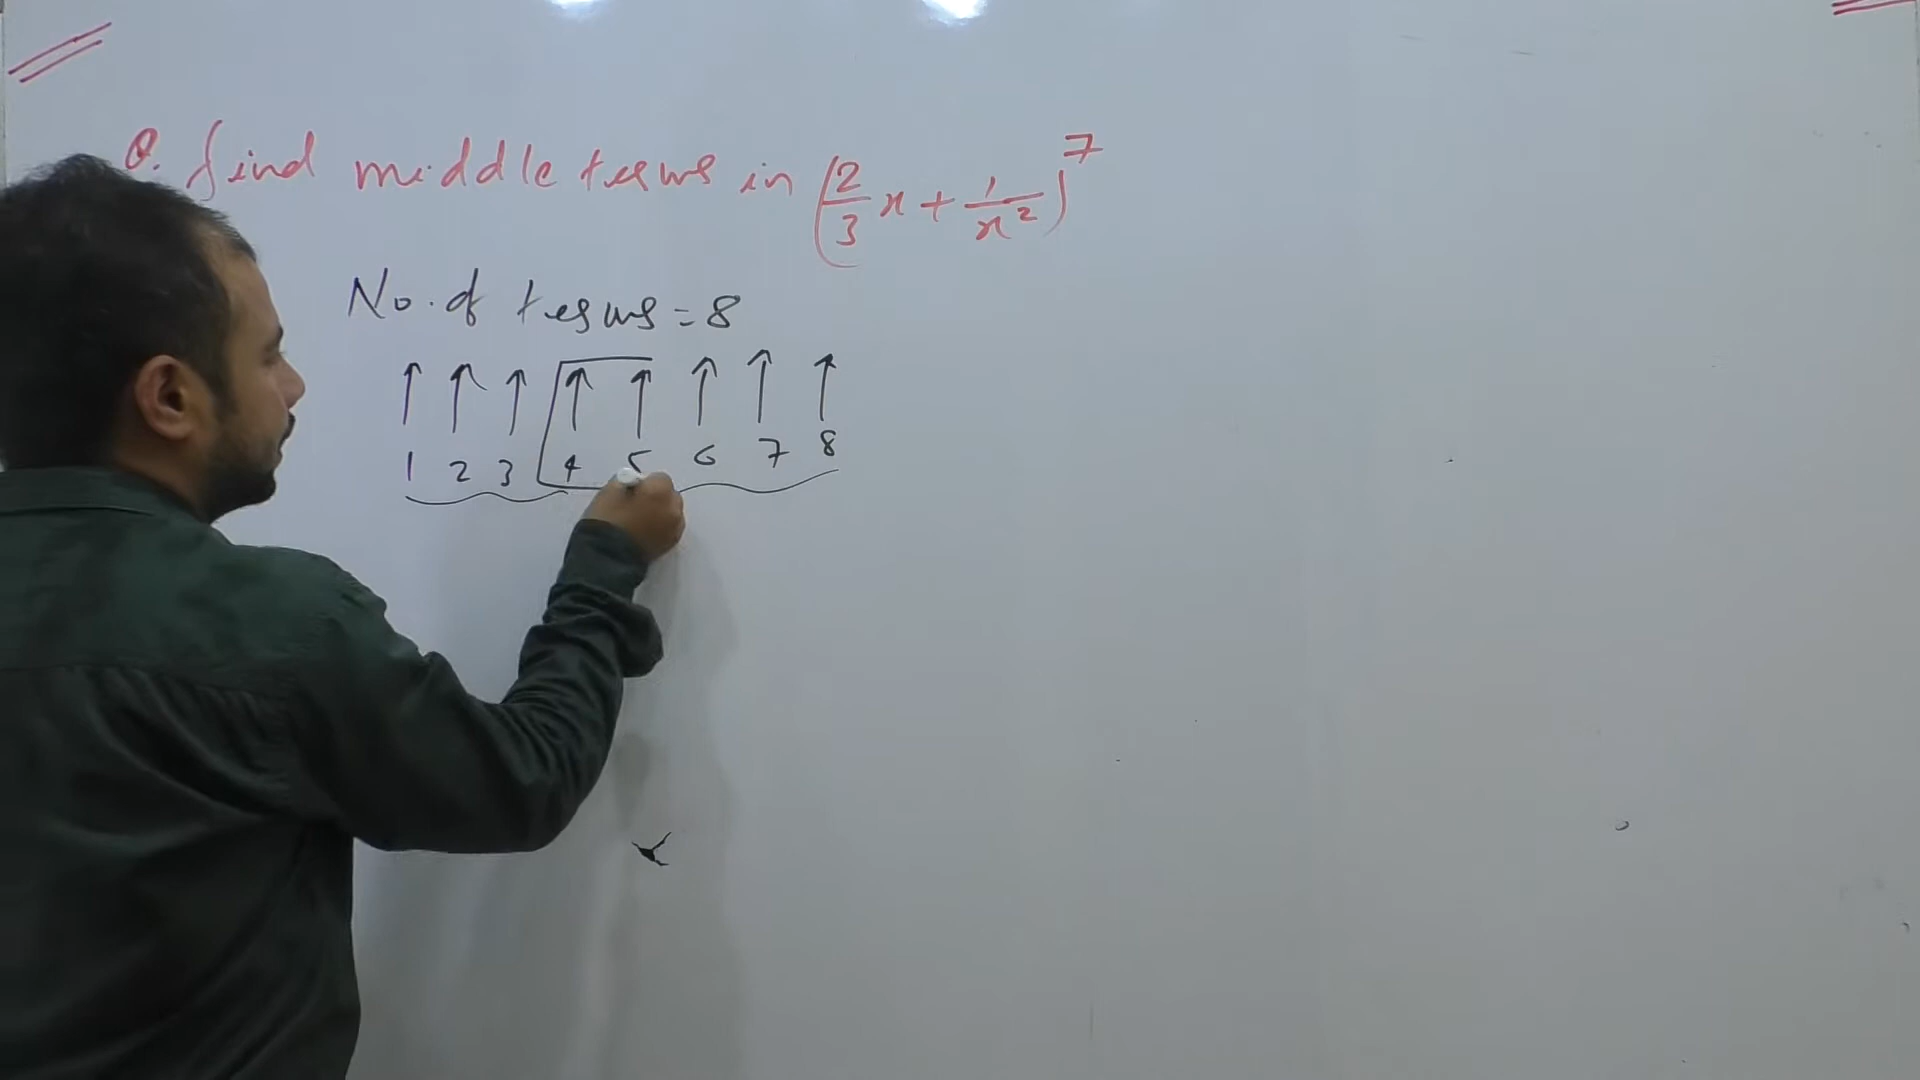 Q. find middle terms in (2/3 x + 1/x²)⁷
No. of terms = 8
1 2 3 4 5 6 7 8